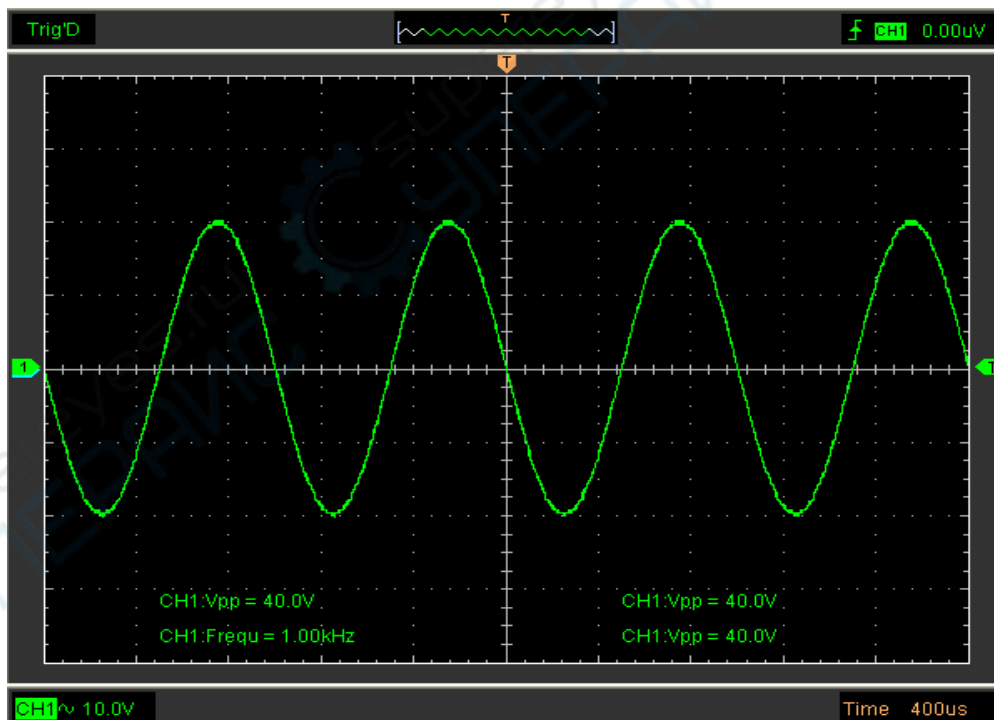 T
Trig'D
CH1 0.00uV
T
1
T
CH1:Vpp = 40.0V
CH1:Vpp = 40.0V
CH1:Frequ = 1.00kHz
CH1:Vpp = 40.0V
CH1 10.0V
Time 400us